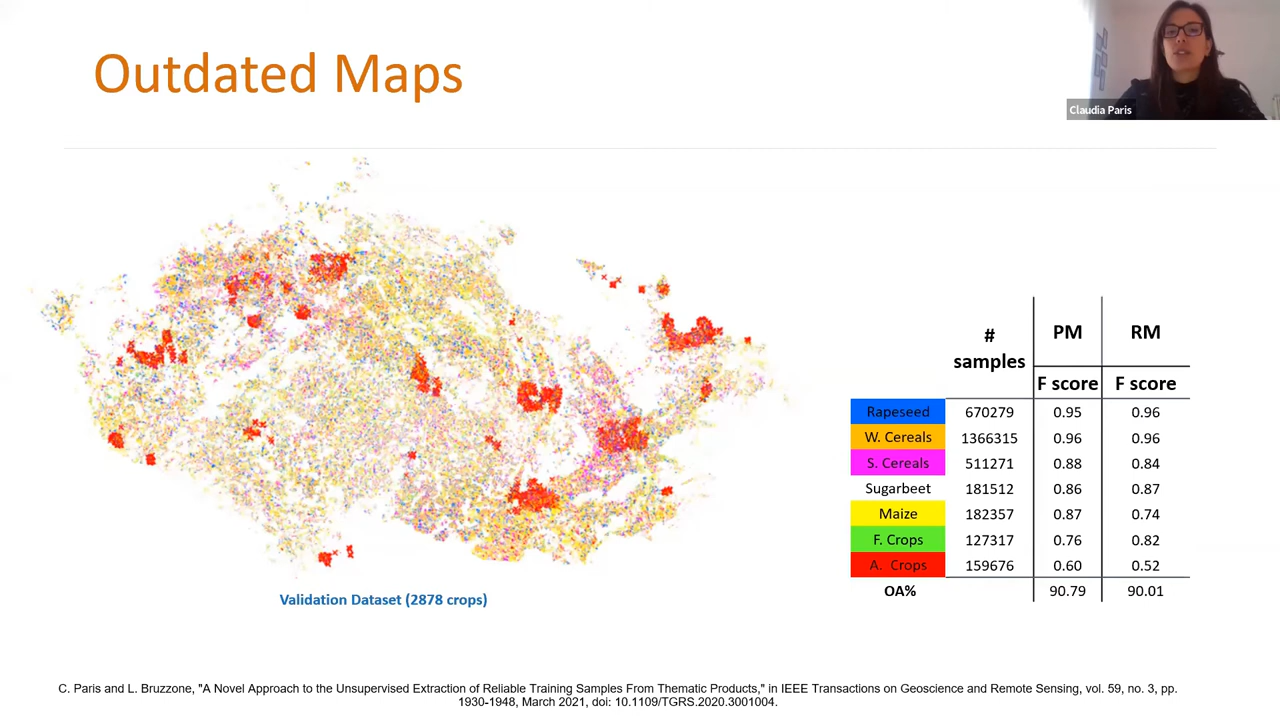 Outdated Maps
Claudia Paris
# samples PM RM
F score F score
Rapeseed 670279 0.95 0.96
W. Cereals 1366315 0.96 0.96
S. Cereals 511271 0.88 0.84
Sugarbeet 181512 0.86 0.87
Maize 182357 0.87 0.74
F. Crops 127317 0.76 0.82
A. Crops 159676 0.60 0.52
OA% 90.79 90.01
Validation Dataset (2878 crops)
C. Paris and L. Bruzzone, "A Novel Approach to the Unsupervised Extraction of Reliable Training Samples From Thematic Products," in IEEE Transactions on Geoscience and Remote Sensing, vol. 59, no. 3, pp.
1930-1948, March 2021, doi: 10.1109/TGRS.2020.3001004.